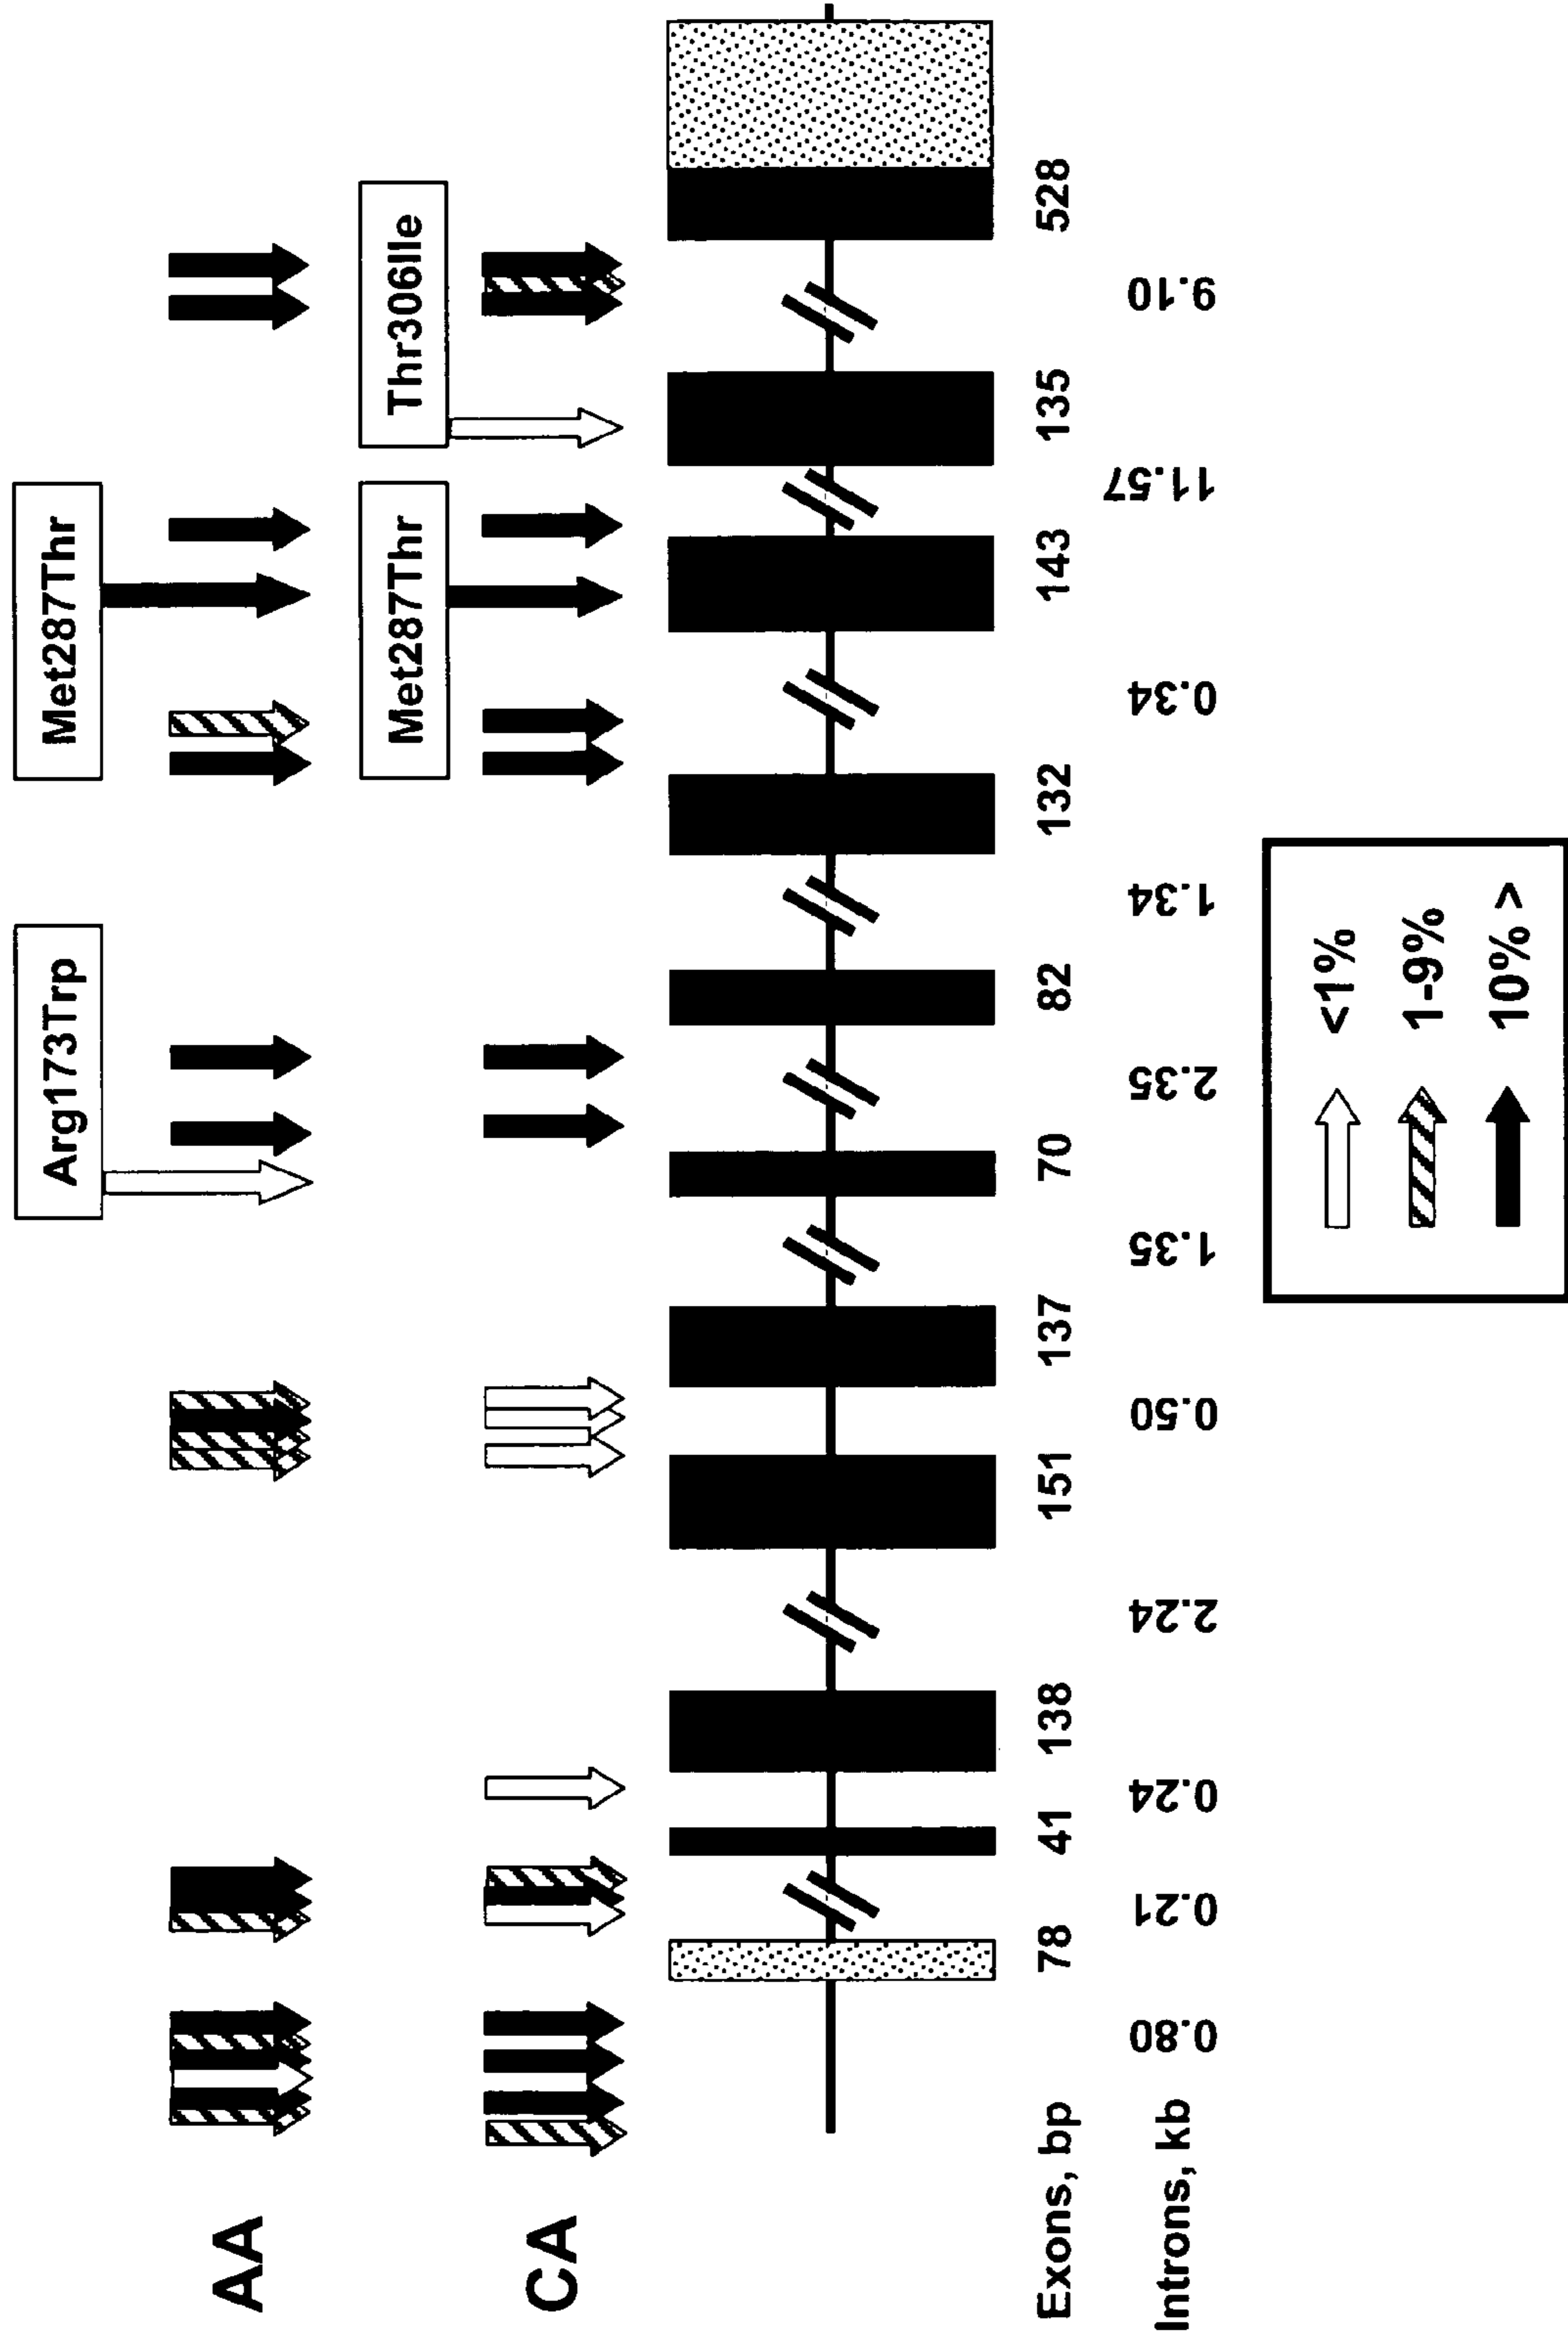 Arg173Trp
Met287Thr
AA
Met287Thr
Thr306Ile
CA
Exons, bp 78 41 138 151 137 70 82 132 143 135 528
Introns, kb 0.80 0.21 0.24 2.24 0.50 1.35 2.35 1.34 0.34 11.57 9.10
<1%
1-9%
10% >